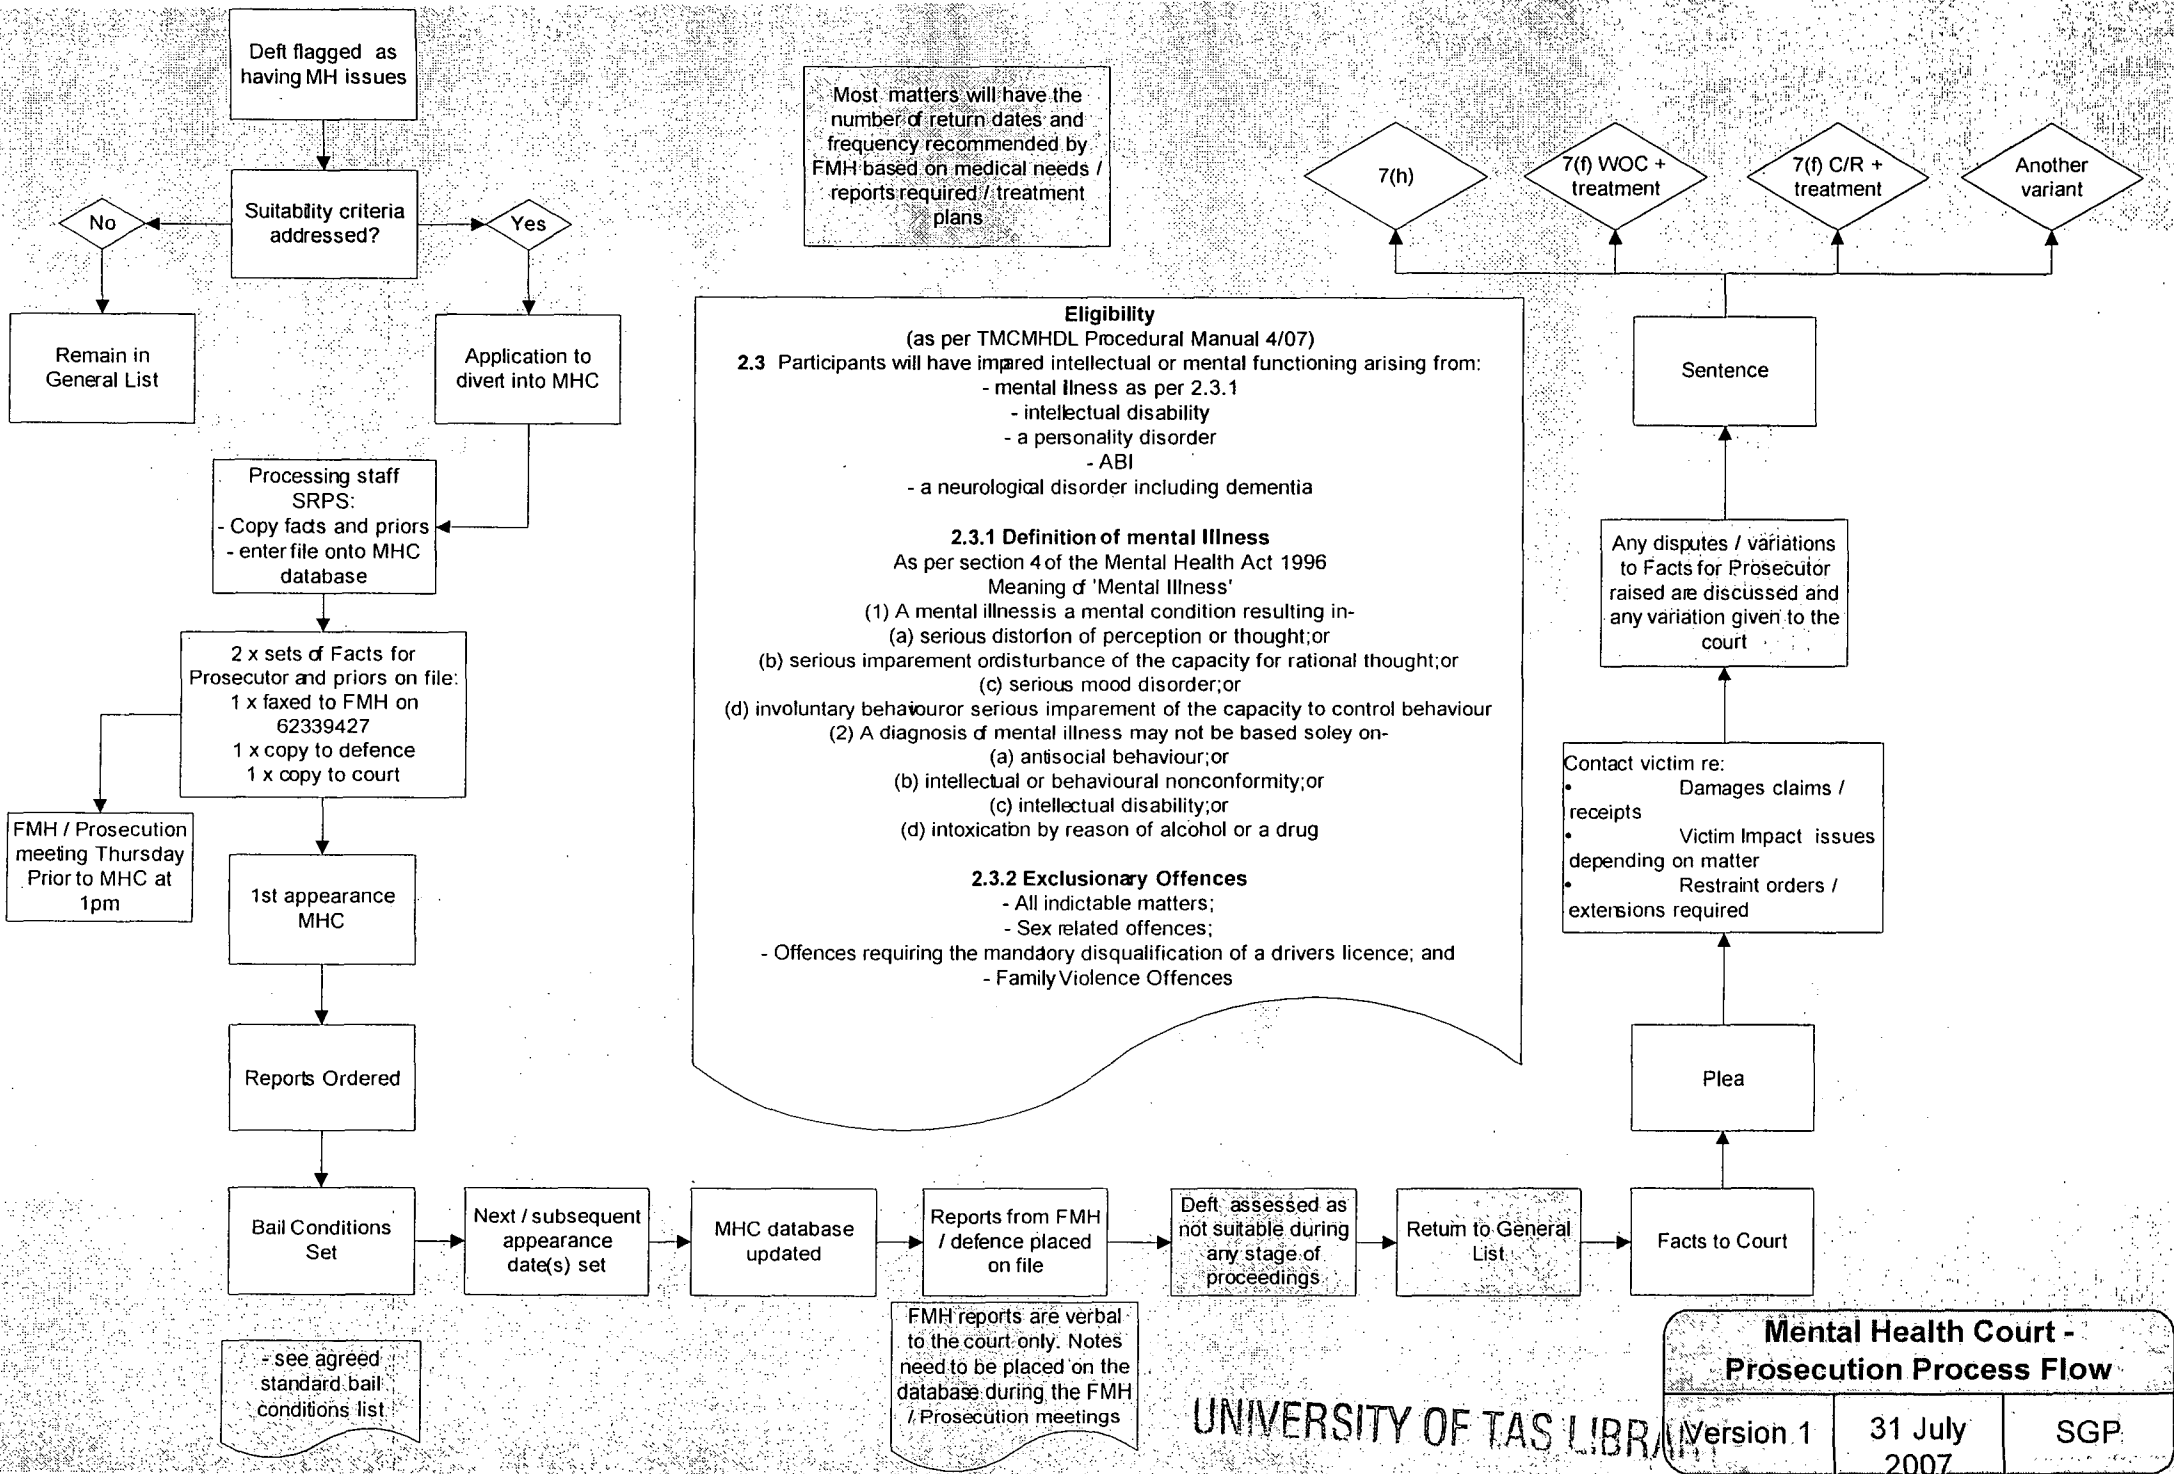 Deft flagged as
having MH issues
Suitability criteria
addressed?
No
Yes
Remain in
General List
Application to
divert into MHC
Processing staff
SRPS:
- Copy facts and priors
- enter file onto MHC
database
2 x sets of Facts for
Prosecutor and priors on file:
1 x faxed to FMH on
62339427
1 x copy to defence
1 x copy to court
FMH / Prosecution
meeting Thursday
Prior to MHC at
1pm
1st appearance
MHC
Reports Ordered
Bail Conditions
Set
- see agreed
standard bail
conditions list
Next / subsequent
appearance
date(s) set
MHC database
updated
Reports from FMH
/ defence placed
on file
FMH reports are verbal
to the court only. Notes
need to be placed on the
database during the FMH
/ Prosecution meetings
Deft assessed as
not suitable during
any stage of
proceedings
Return to General
List
Facts to Court
Plea
Contact victim re:
• Damages claims /
receipts
• Victim Impact issues
depending on matter
• Restraint orders /
extensions required
Any disputes / variations
to Facts for Prosecutor
raised are discussed and
any variation given to the
court
Sentence
7(h)
7(f) WOC +
treatment
7(f) C/R +
treatment
Another
variant
Most matters will have the
number of return dates and
frequency recommended by
FMH based on medical needs /
reports required / treatment
plans
Eligibility
(as per TMCMHDL Procedural Manual 4/07)
2.3 Participants will have impared intellectual or mental functioning arising from:
- mental illness as per 2.3.1
- intellectual disability
- a personality disorder
- ABI
- a neurological disorder including dementia
2.3.1 Definition of mental Illness
As per section 4 of the Mental Health Act 1996
Meaning of 'Mental Illness'
(1) A mental illness is a mental condition resulting in-
(a) serious distortion of perception or thought;or
(b) serious imparement or disturbance of the capacity for rational thought;or
(c) serious mood disorder;or
(d) involuntary behaviour or serious imparement of the capacity to control behaviour
(2) A diagnosis of mental illness may not be based soley on-
(a) antisocial behaviour;or
(b) intellectual or behavioural nonconformity;or
(c) intellectual disability;or
(d) intoxication by reason of alcohol or a drug
2.3.2 Exclusionary Offences
- All indictable matters;
- Sex related offences;
- Offences requiring the mandatory disqualification of a drivers licence; and
- Family Violence Offences
UNIVERSITY OF TAS LIBRARY
Mental Health Court -
Prosecution Process Flow
Version 1
31 July
2007
SGP